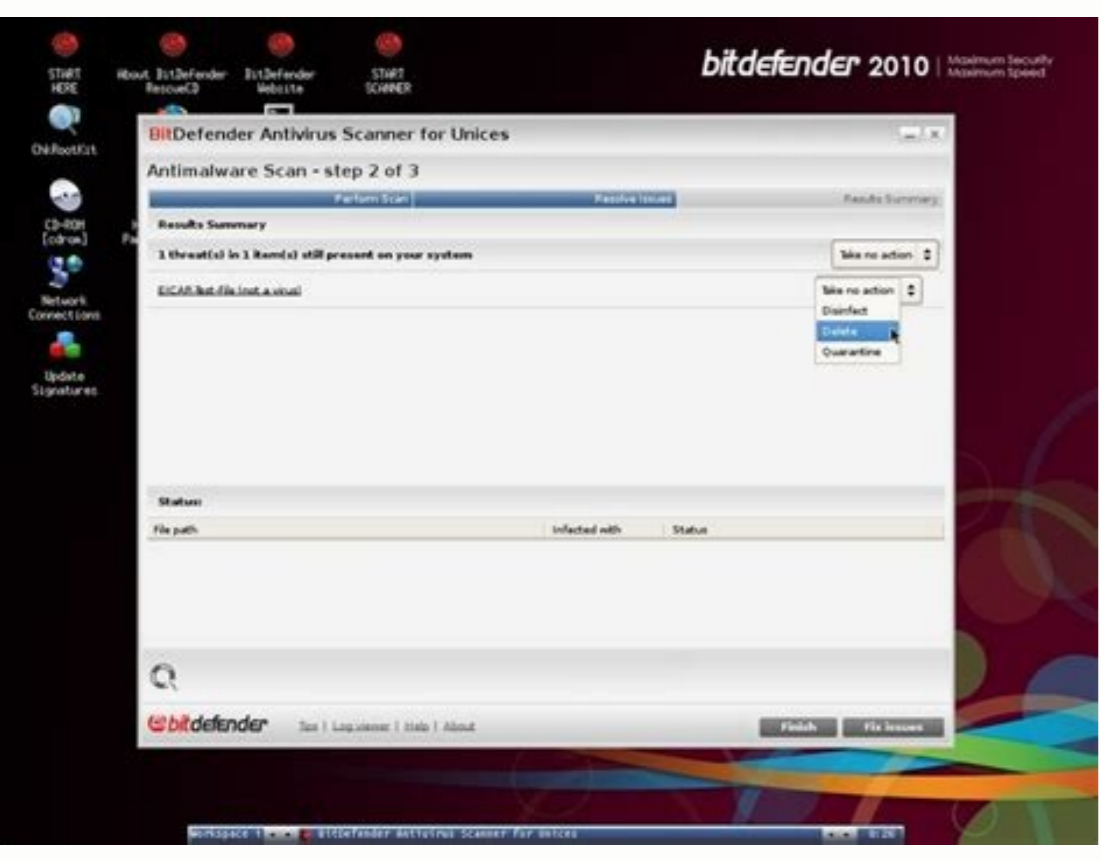 START HERE
About BitDefender RescueCD
BitDefender Website
START SCANNER
bitdefender 2010 | Maximum Security
Maximum Speed
ChkRootKit
CD-ROM [cdrom]
Network Connections
Update Signatures
BitDefender Antivirus Scanner for Unices
Antimalware Scan - step 2 of 3
Perform Scan
Resolve Issues
Results Summary
Results Summary
1 threat(s) in 1 item(s) still present on your system
Take no action
EICAR-Test-File (not a virus)
Take no action
Disinfect
Delete
Quarantine
Status:
File path
Infected with
Status
bitdefender
Tips | Log viewer | Help | About
Finish
Fix issues
Workspace 1
BitDefender Antivirus Scanner for Unices